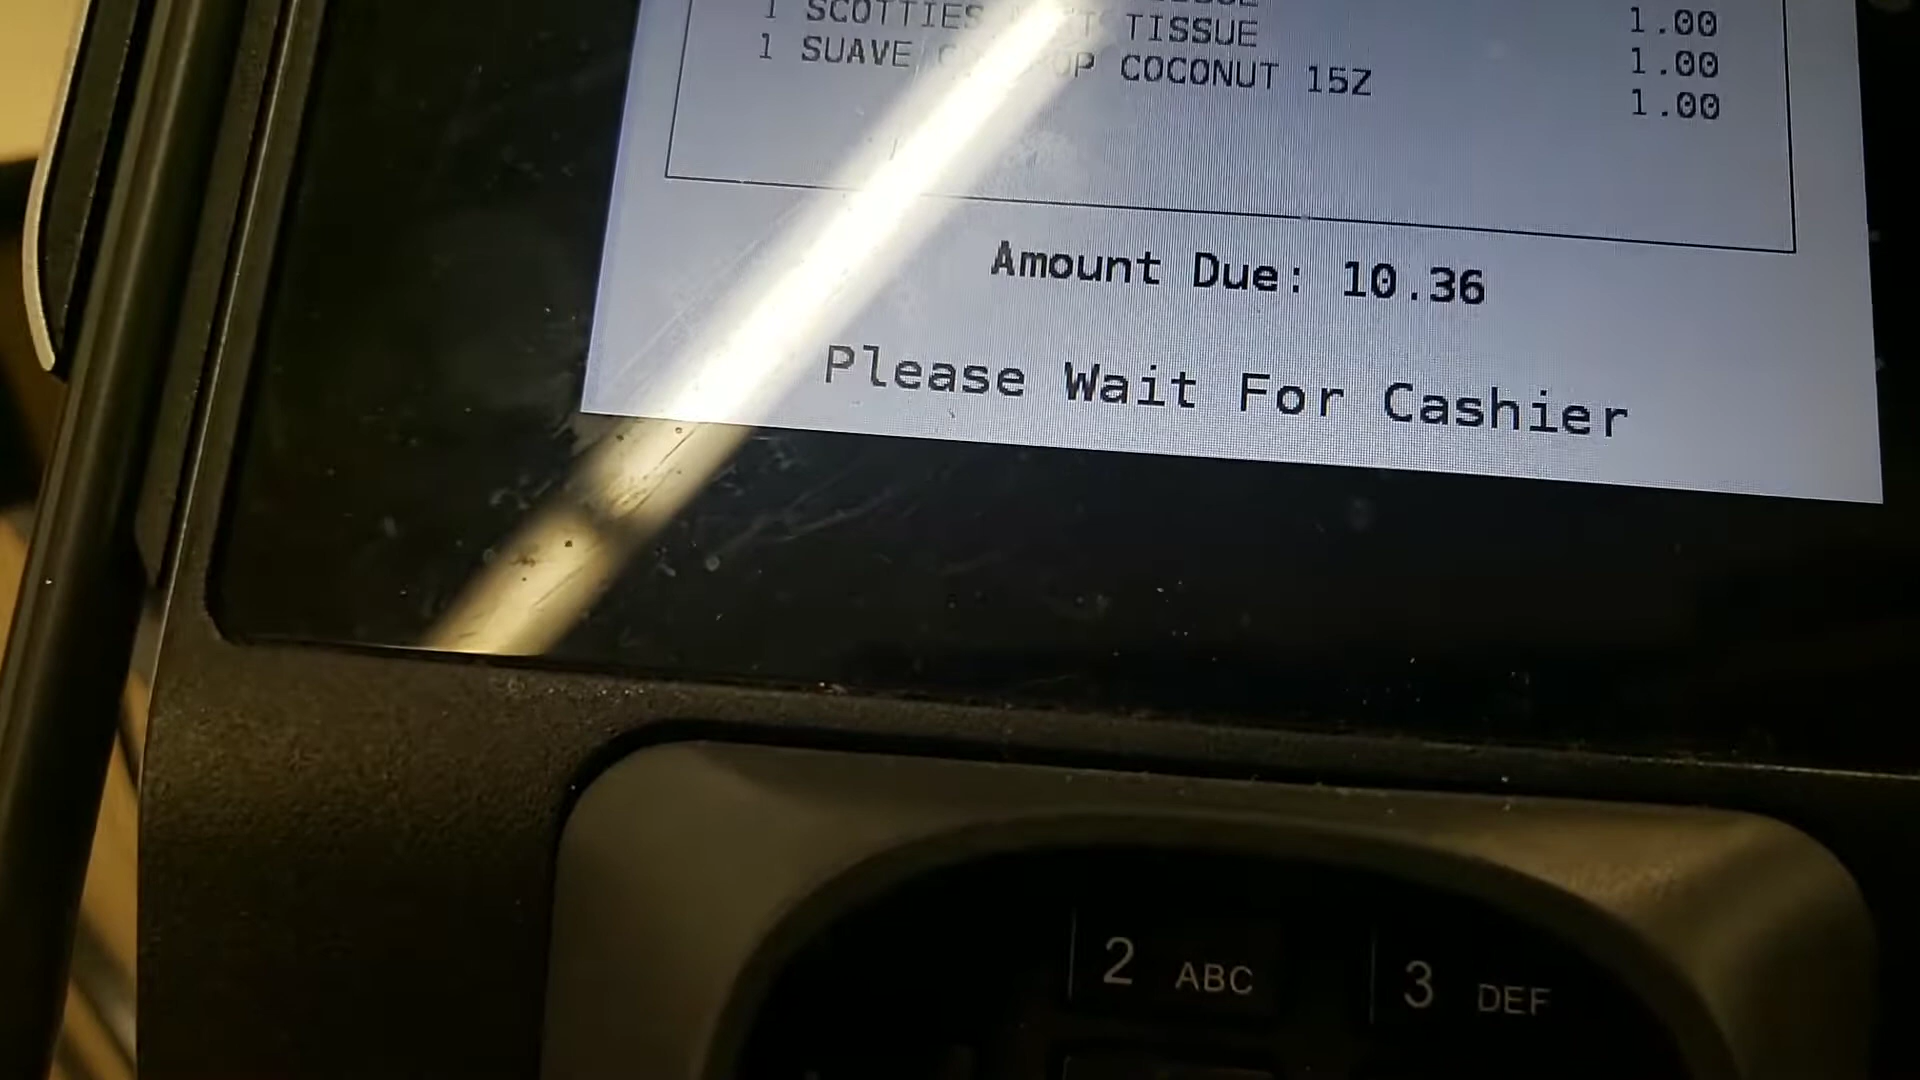 1 SCOTTIES TISSUE 1.00
1 SUAVE COCONUT 15Z 1.00
1.00
Amount Due: 10.36
Please Wait For Cashier
2 ABC 3 DEF